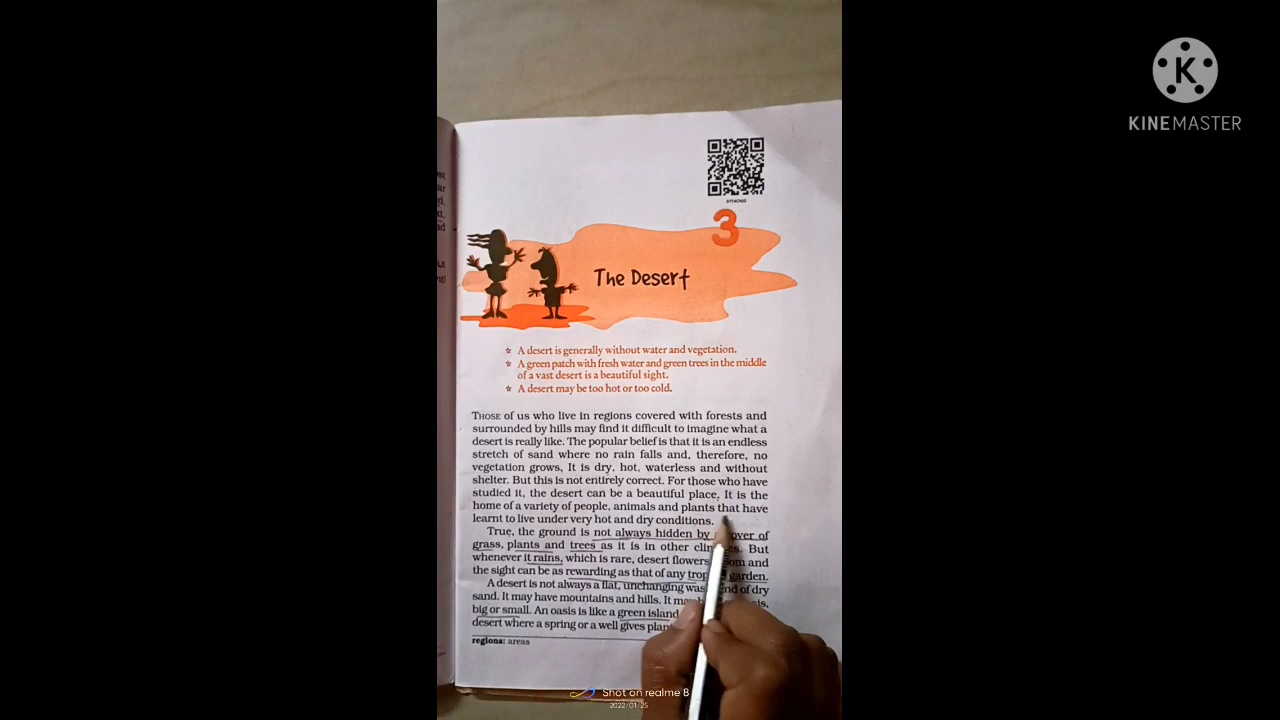 K
KINEMASTER
3
The Desert
☆ A desert is generally without water and vegetation.
☆ A green patch with fresh water and green trees in the middle
of a vast desert is a beautiful sight.
☆ A desert may be too hot or too cold.
THOSE of us who live in regions covered with forests and
surrounded by hills may find it difficult to imagine what a
desert is really like. The popular belief is that it is an endless
stretch of sand where no rain falls and, therefore, no
vegetation grows, It is dry, hot, waterless and without
shelter. But this is not entirely correct. For those who have
studied it, the desert can be a beautiful place. It is the
home of a variety of people, animals and plants that have
learnt to live under very hot and dry conditions.
True, the ground is not always hidden by of
grass, plants and trees as it is in other But
whenever it rains, which is rare, desert flowers and
the sight can be as rewarding as that of any garden.
A desert is not always a flat, unchanging of dry
sand. It may have mountains and hills. It
big or small. An oasis is like a green island
desert where a spring or a well gives
regions: areas
Shot on realme 8
2022/01/25